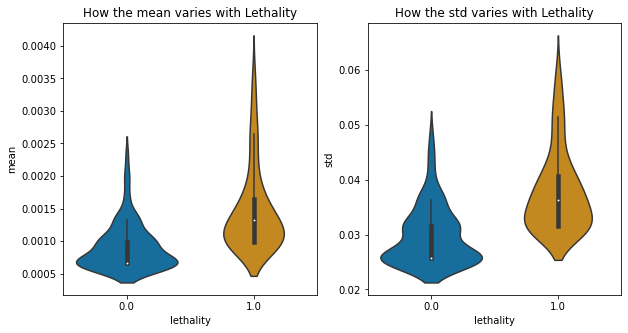 How the mean varies with Lethality
mean
0.0040
0.0035
0.0030
0.0025
0.0020
0.0015
0.0010
0.0005
0.0
1.0
lethality
How the std varies with Lethality
std
0.06
0.05
0.04
0.03
0.02
0.0
1.0
lethality